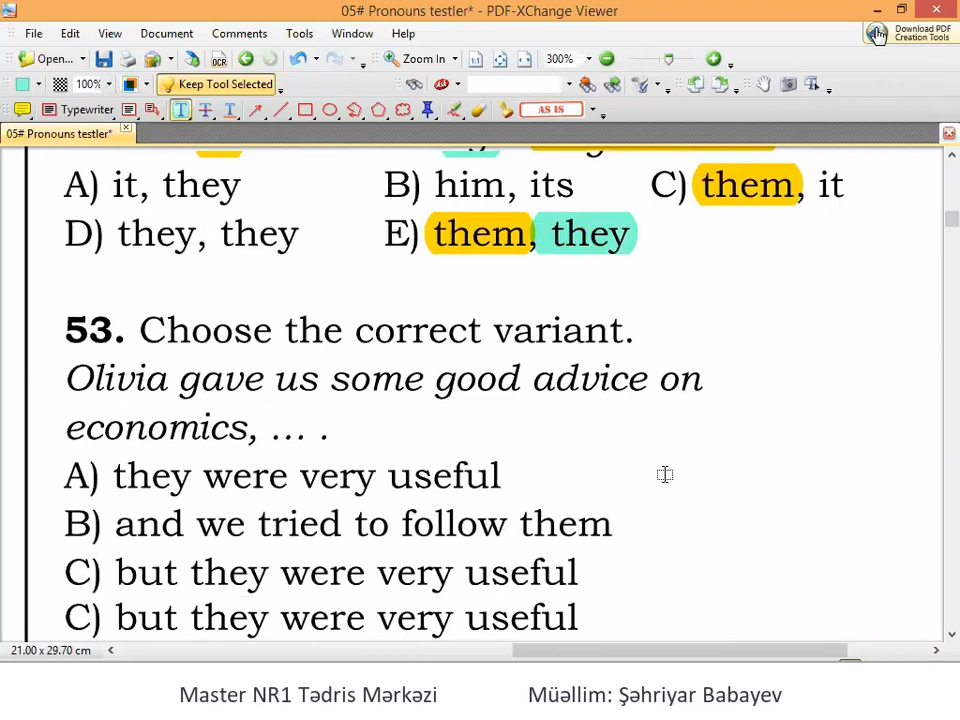 05# Pronouns testler* - PDF-XChange Viewer
File Edit View Document Comments Tools Window Help
Download PDF
Creation Tools
Open...
OCR
Zoom In
300%
100%
Keep Tool Selected
Typewriter
AS IS
05# Pronouns testler*
A) it, they B) him, its C) them, it
D) they, they E) them, they
53. Choose the correct variant.
Olivia gave us some good advice on
economics, ... .
A) they were very useful
B) and we tried to follow them
C) but they were very useful
C) but they were very useful
21.00 x 29.70 cm
Master NR1 Tədris Mərkəzi Müəllim: Şəhriyar Babayev